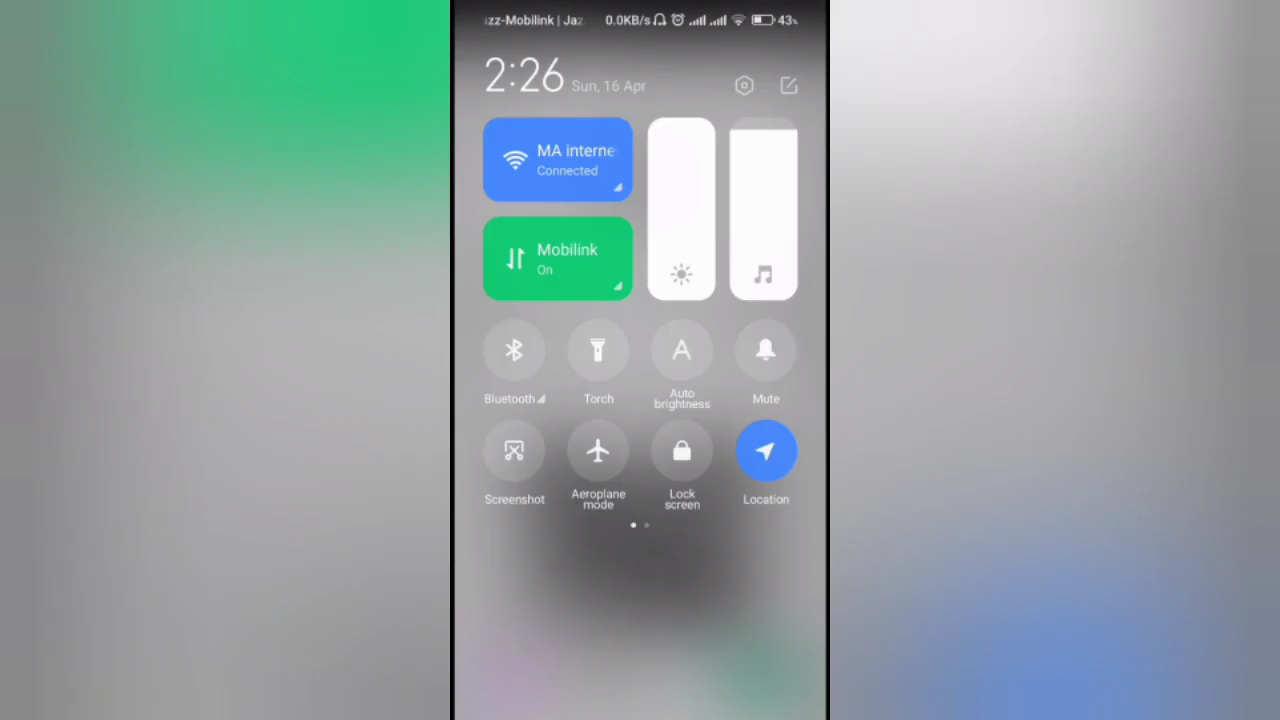 zz-Mobilink | Jaz 0.0KB/s 43%
2:26 Sun, 16 Apr
MA interne
Connected
Mobilink
On
Bluetooth Torch Auto brightness Mute
Screenshot Aeroplane mode Lock screen Location